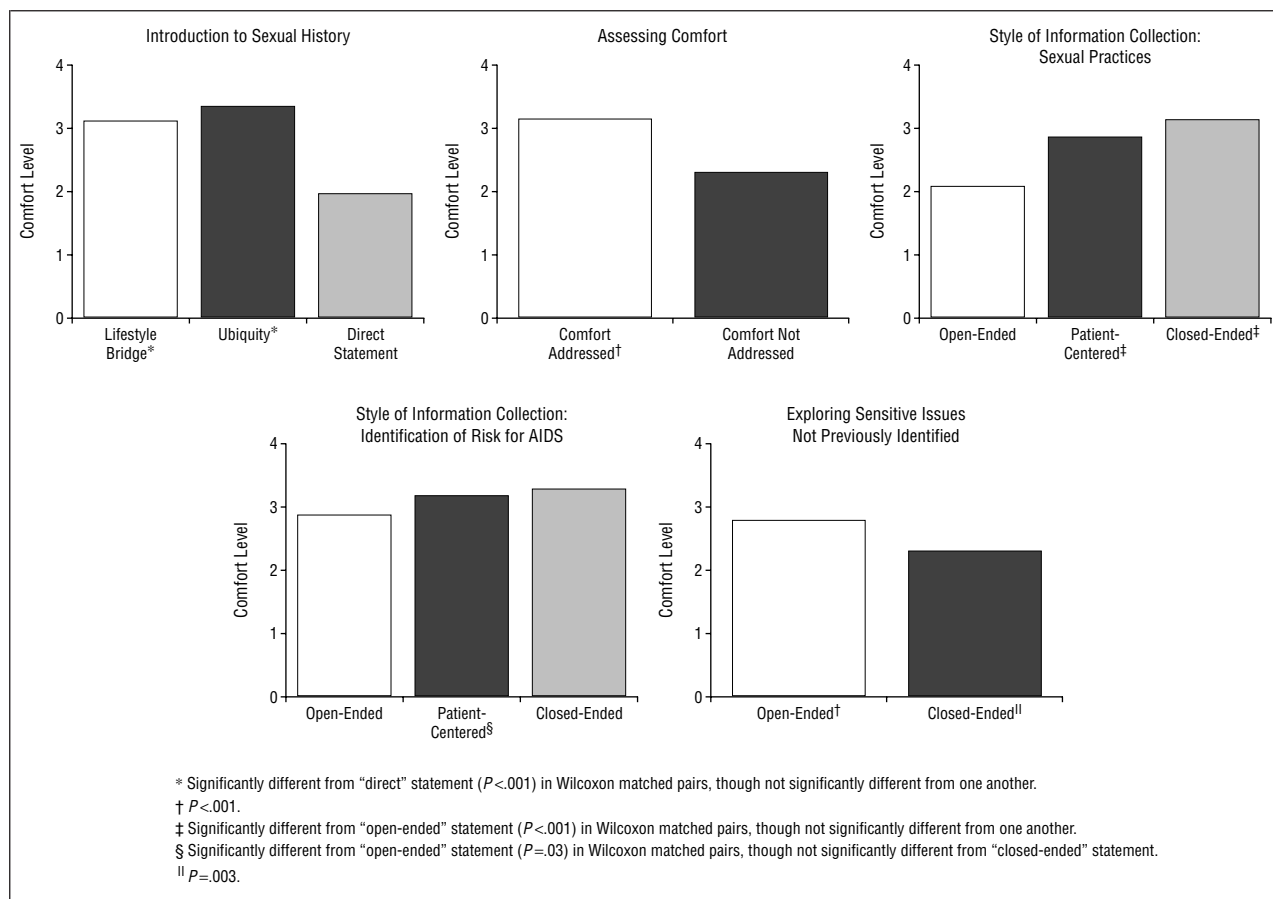 Introduction to Sexual History
Comfort Level
4
3
2
1
0
Lifestyle
Bridge*
Ubiquity*
Direct
Statement
Assessing Comfort
Comfort Level
4
3
2
1
0
Comfort
Addressed†
Comfort Not
Addressed
Style of Information Collection:
Sexual Practices
Comfort Level
4
3
2
1
0
Open-Ended
Patient-
Centered‡
Closed-Ended‡
Style of Information Collection:
Identification of Risk for AIDS
Comfort Level
4
3
2
1
0
Open-Ended
Patient-
Centered§
Closed-Ended
Exploring Sensitive Issues
Not Previously Identified
Comfort Level
4
3
2
1
0
Open-Ended†
Closed-Ended||
* Significantly different from “direct” statement (P<.001) in Wilcoxon matched pairs, though not significantly different from one another.
† P<.001.
‡ Significantly different from “open-ended” statement (P<.001) in Wilcoxon matched pairs, though not significantly different from one another.
§ Significantly different from “open-ended” statement (P=.03) in Wilcoxon matched pairs, though not significantly different from “closed-ended” statement.
|| P=.003.